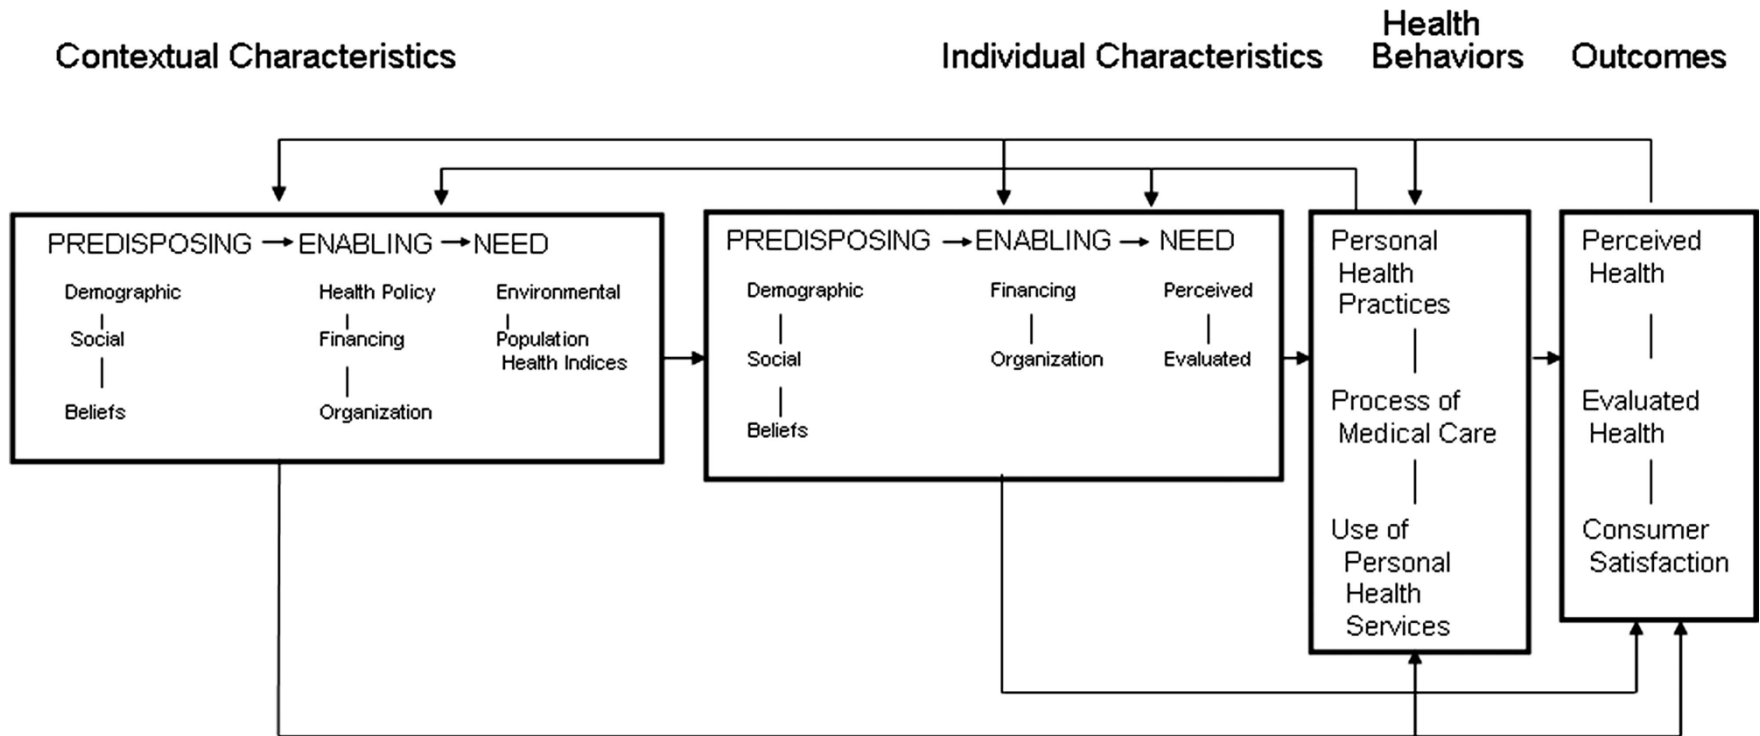 Contextual Characteristics
Individual Characteristics
Health
Behaviors
Outcomes
PREDISPOSING
ENABLING
NEED
Demographic
Social
Beliefs
Health Policy
Financing
Organization
Environmental
Population
Health Indices
PREDISPOSING
ENABLING
NEED
Demographic
Social
Beliefs
Financing
Organization
Perceived
Evaluated
Personal
Health
Practices
Process of
Medical Care
Use of
Personal
Health
Services
Perceived
Health
Evaluated
Health
Consumer
Satisfaction